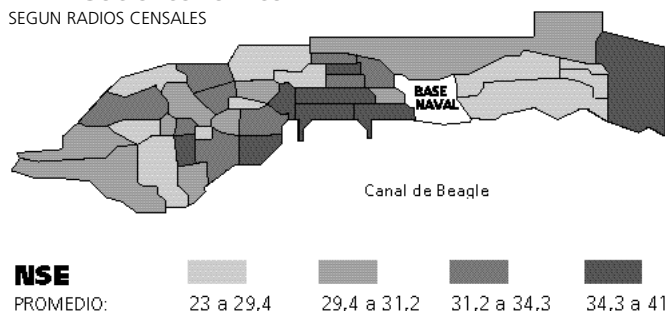 SEGUN RADIOS CENSALES
BASE
NAVAL
Canal de Beagle
NSE
PROMEDIO:
23 a 29,4
29,4 a 31,2
31,2 a 34,3
34,3 a 41